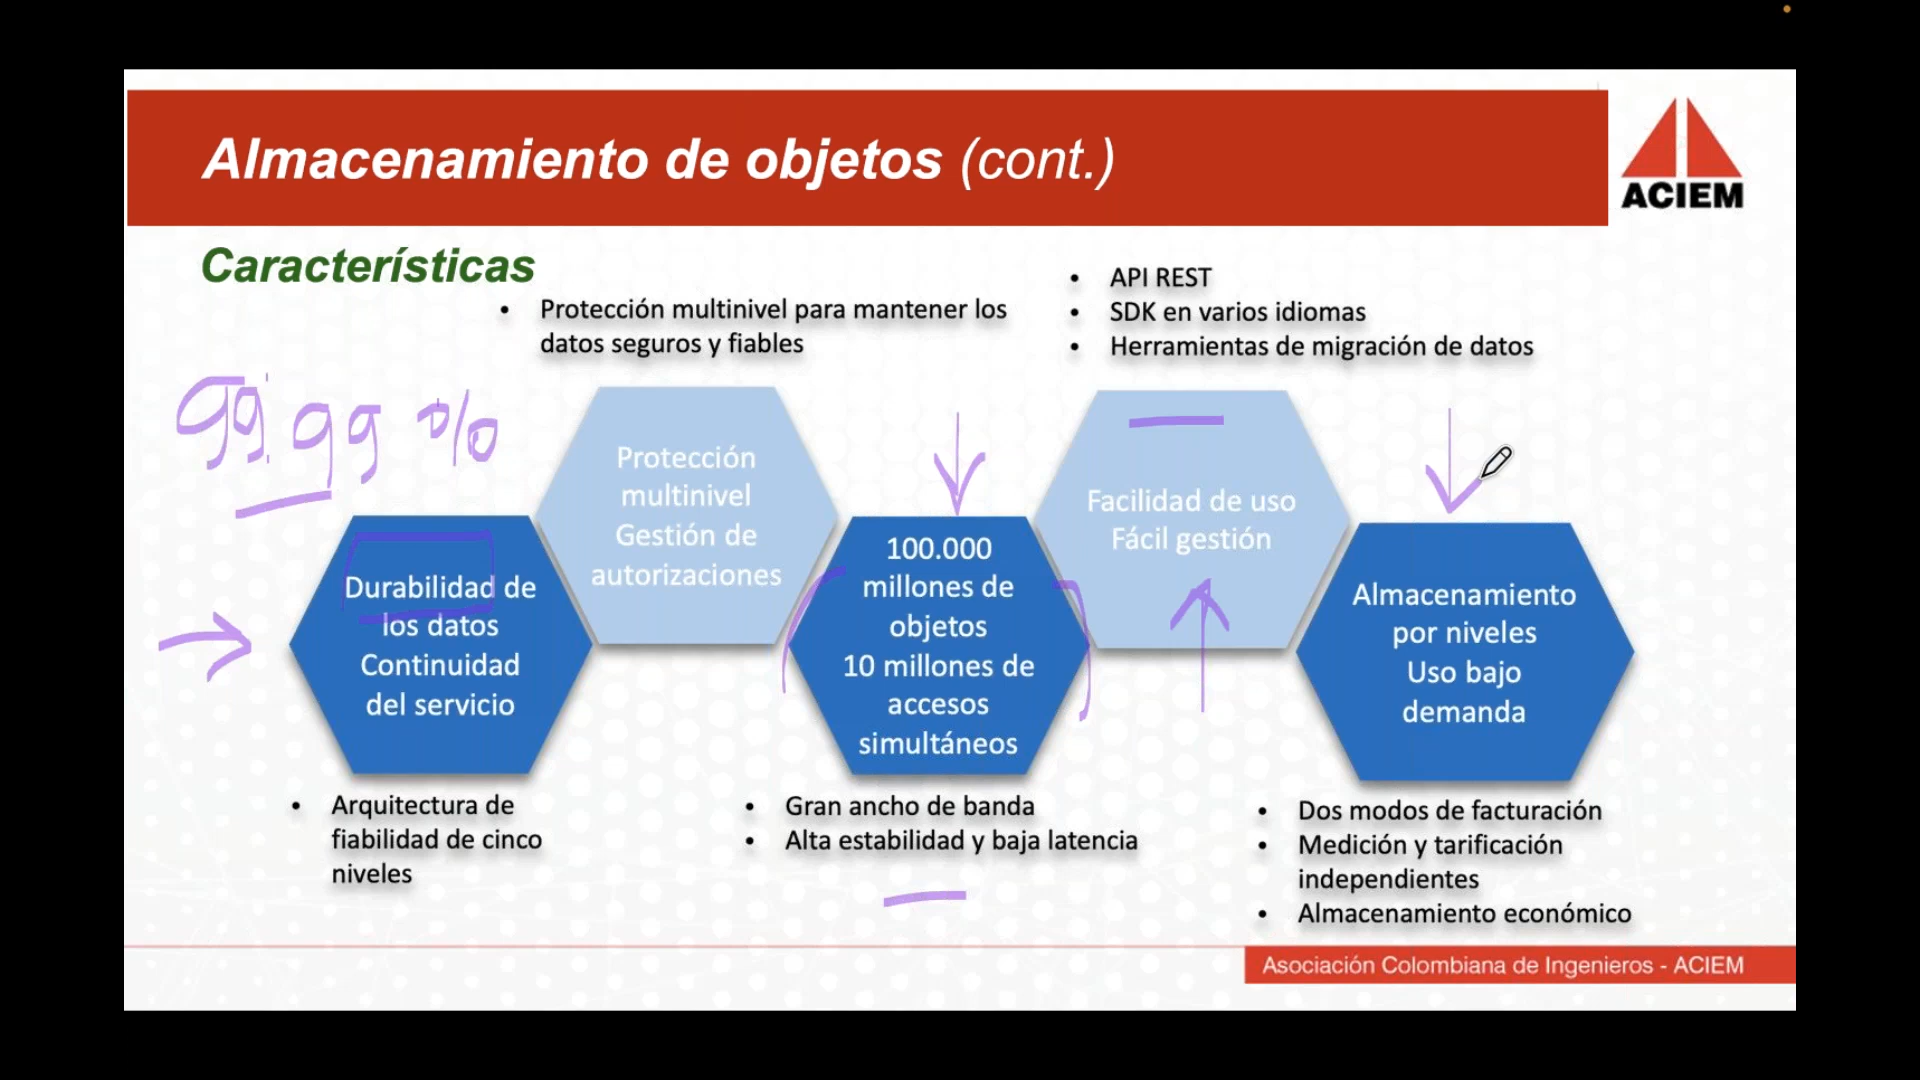 Almacenamiento de objetos (cont.)
ACIEM
Características
• Protección multinivel para mantener los
datos seguros y fiables
• API REST
• SDK en varios idiomas
• Herramientas de migración de datos
99.99 %
Durabilidad de
los datos
Continuidad
del servicio
Protección
multinivel
Gestión de
autorizaciones
100.000
millones de
objetos
10 millones de
accesos
simultáneos
Facilidad de uso
Fácil gestión
Almacenamiento
por niveles
Uso bajo
demanda
• Arquitectura de
fiabilidad de cinco
niveles
• Gran ancho de banda
• Alta estabilidad y baja latencia
• Dos modos de facturación
• Medición y tarificación
independientes
• Almacenamiento económico
Asociación Colombiana de Ingenieros - ACIEM